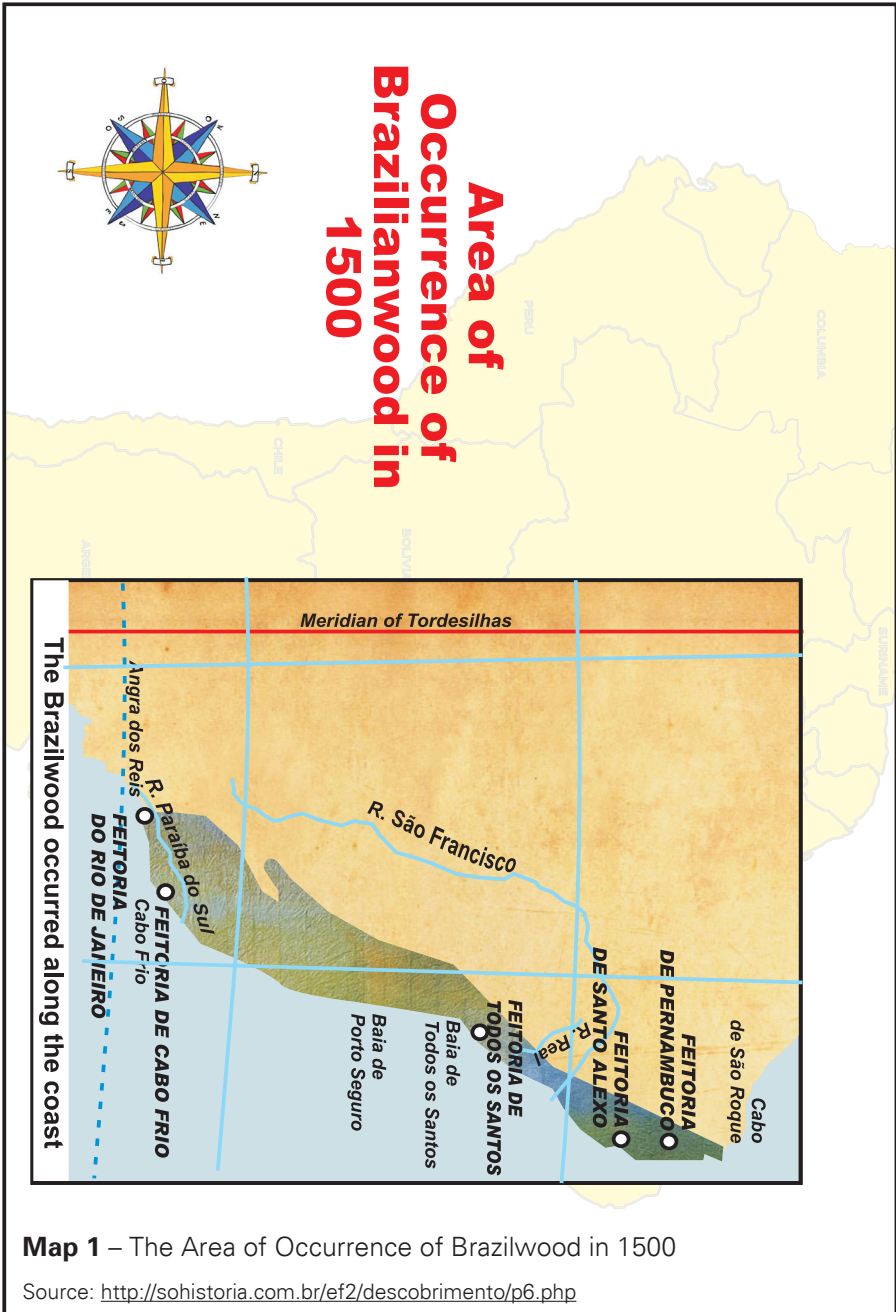 Area of
Occurrence of
Brazilianwood in
1500
O
S
O
N
N
E
S
E
COLUMBIA
PERU
SURINAME
BOLIVI
CHILE
ARGE
Meridian of Tordesilhas
Cabo
de São Roque
FEITORIA
DE PERNAMBUCO
FEITORIA
DE SANTO ALEXO
R. São Francisco
R. Real
FEITORIA DE
TODOS OS SANTOS
Baia de
Todos os Santos
Baia de
Porto Seguro
R. Paraíba do Sul
FEITORIA DE CABO FRIO
Cabo Frio
Angra dos Reis
FEITORIA
DO RIO DE JANEIRO
The Brazilwood occurred along the coast
Map 1 – The Area of Occurrence of Brazilwood in 1500
Source: http://sohistoria.com.br/ef2/descobrimento/p6.php